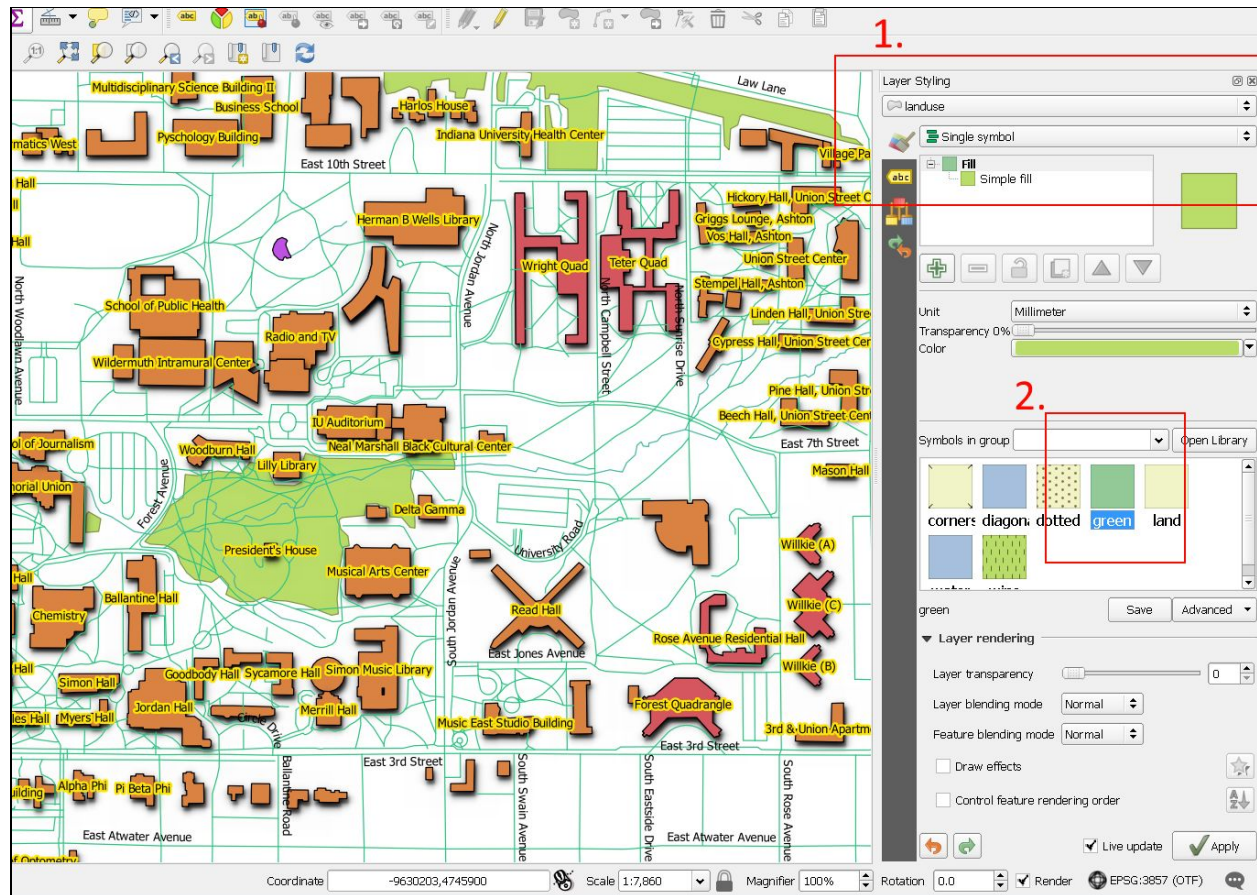 abc
1:1
1.
Layer Styling
landuse
Single symbol
Fill
Simple fill
abc
Unit Millimeter
Transparency 0%
Color
2.
Symbols in group
Open Library
corners diagona dotted green land
green
Save
Advanced
Layer rendering
Layer transparency 0
Layer blending mode Normal
Feature blending mode Normal
Draw effects
Control feature rendering order
Live update
Apply
Law Lane
Multidisciplinary Science Building II
Business School
Harlos House
Pyschology Building
Indiana University Health Center
rmatics West
Village Pa
East 10th Street
Hall
Hickory Hall, Union Street C
Herman B Wells Library
Griggs Lounge, Ashton
Vos Hall, Ashton
Hall
North Jordan Avenue
Wright Quad
Teter Quad
Union Street Center
Stempel Hall, Ashton
School of Public Health
North Woodlawn Avenue
North Campbell Street
North Sunrise Drive
Linden Hall, Union Stre
Radio and TV
Cypress Hall, Union Street Cen
Wildermuth Intramural Center
Pine Hall, Union Str
Beech Hall, Union Street Cent
IU Auditorium
East 7th Street
ol of Journalism
Neal Marshall Black Cultural Center
Woodburn Hall
Lilly Library
Mason Hall
morial Union
Forest Avenue
Delta Gamma
University Road
President's House
Willkie (A)
Musical Arts Center
Hall
Ballantine Hall
Chemistry
South Jordan Avenue
Read Hall
Willkie (C)
Rose Avenue Residential Hall
East Jones Avenue
Hall
Goodbody Hall
Sycamore Hall
Simon Music Library
Willkie (B)
Simon Hall
Jordan Hall
Merrill Hall
Forest Quadrangle
les Hall
Myers Hall
Circle Drive
Music East Studio Building
3rd & Union Apartm
East 3rd Street
East 3rd Street
Alpha Phi
Pi Beta Phi
uilding
Ballantine Road
South Swain Avenue
South Eastside Drive
South Rose Avenue
East Atwater Avenue
East Atwater Avenue
of Optometry
Coordinate -9630203,4745900 Scale 1:7,860 Magnifier 100% Rotation 0.0 Render EPSG:3857 (OTF)